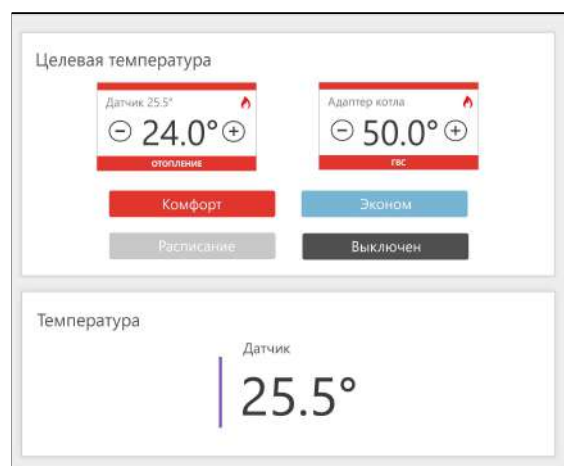 Целевая температура
Датчик 25.5°
24.0°
ОТОПЛЕНИЕ
Адаптер котла
50.0°
ГВС
Комфорт
Эконом
Расписание
Выключен
Температура
Датчик
25.5°